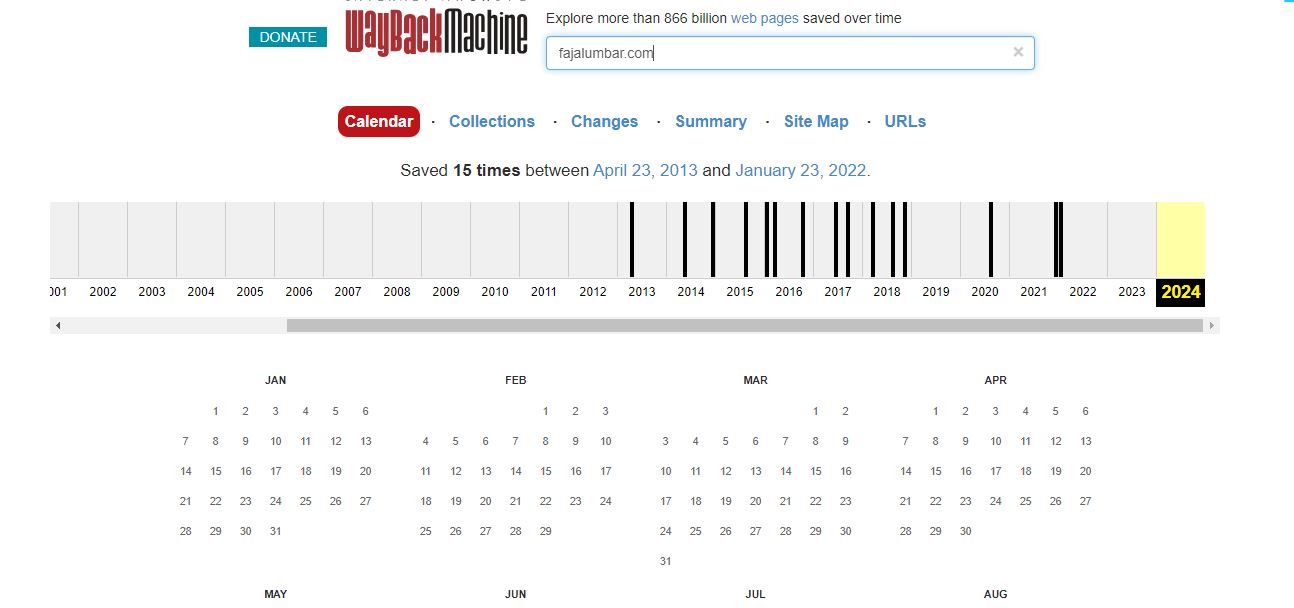 Explore more than 866 billion web pages saved over time
DONATE
WayBackMachine
fajalumbar.com ×
Calendar · Collections · Changes · Summary · Site Map · URLs
Saved 15 times between April 23, 2013 and January 23, 2022.
001 2002 2003 2004 2005 2006 2007 2008 2009 2010 2011 2012 2013 2014 2015 2016 2017 2018 2019 2020 2021 2022 2023 2024
JAN FEB MAR APR
1 2 3 4 5 6 1 2 3 1 2 1 2 3 4 5 6
7 8 9 10 11 12 13 4 5 6 7 8 9 10 3 4 5 6 7 8 9 7 8 9 10 11 12 13
14 15 16 17 18 19 20 11 12 13 14 15 16 17 10 11 12 13 14 15 16 14 15 16 17 18 19 20
21 22 23 24 25 26 27 18 19 20 21 22 23 24 17 18 19 20 21 22 23 21 22 23 24 25 26 27
28 29 30 31 25 26 27 28 29 24 25 26 27 28 29 30 28 29 30
31
MAY JUN JUL AUG